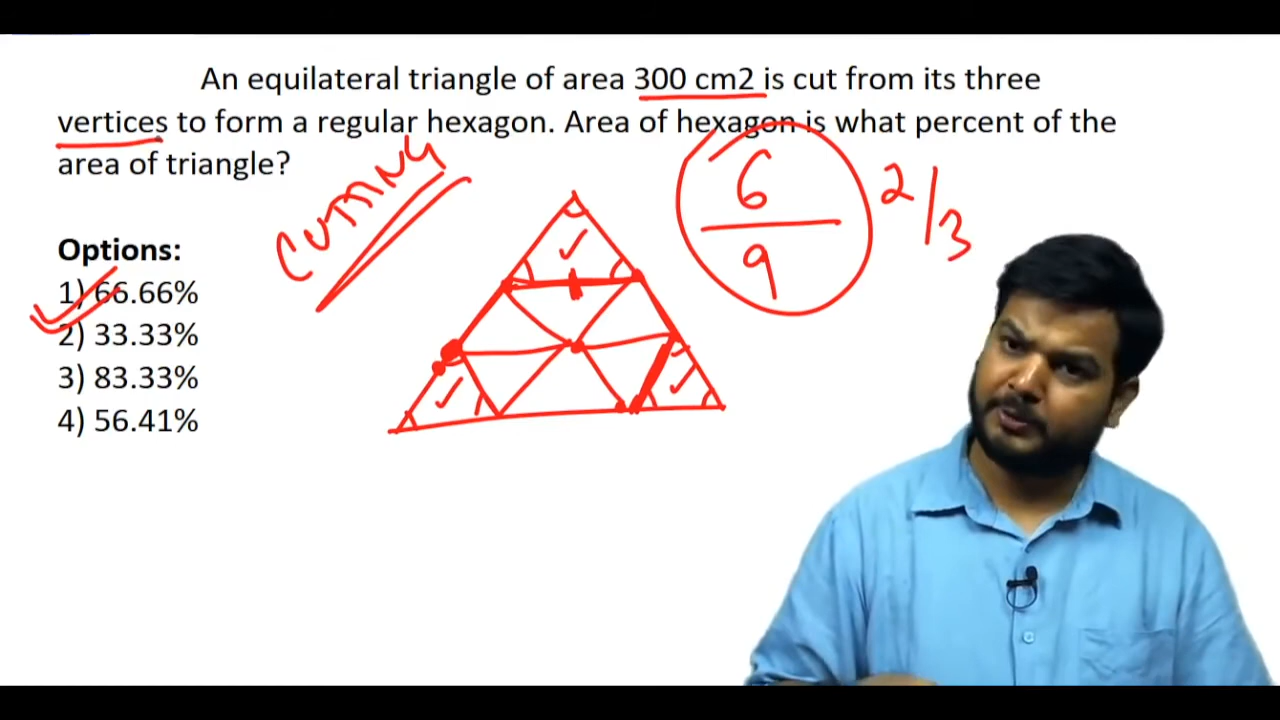 An equilateral triangle of area 300 cm2 is cut from its three
vertices to form a regular hexagon. Area of hexagon is what percent of the
area of triangle?
CUTTING
6
9
2/3
Options:
1) 66.66%
2) 33.33%
3) 83.33%
4) 56.41%